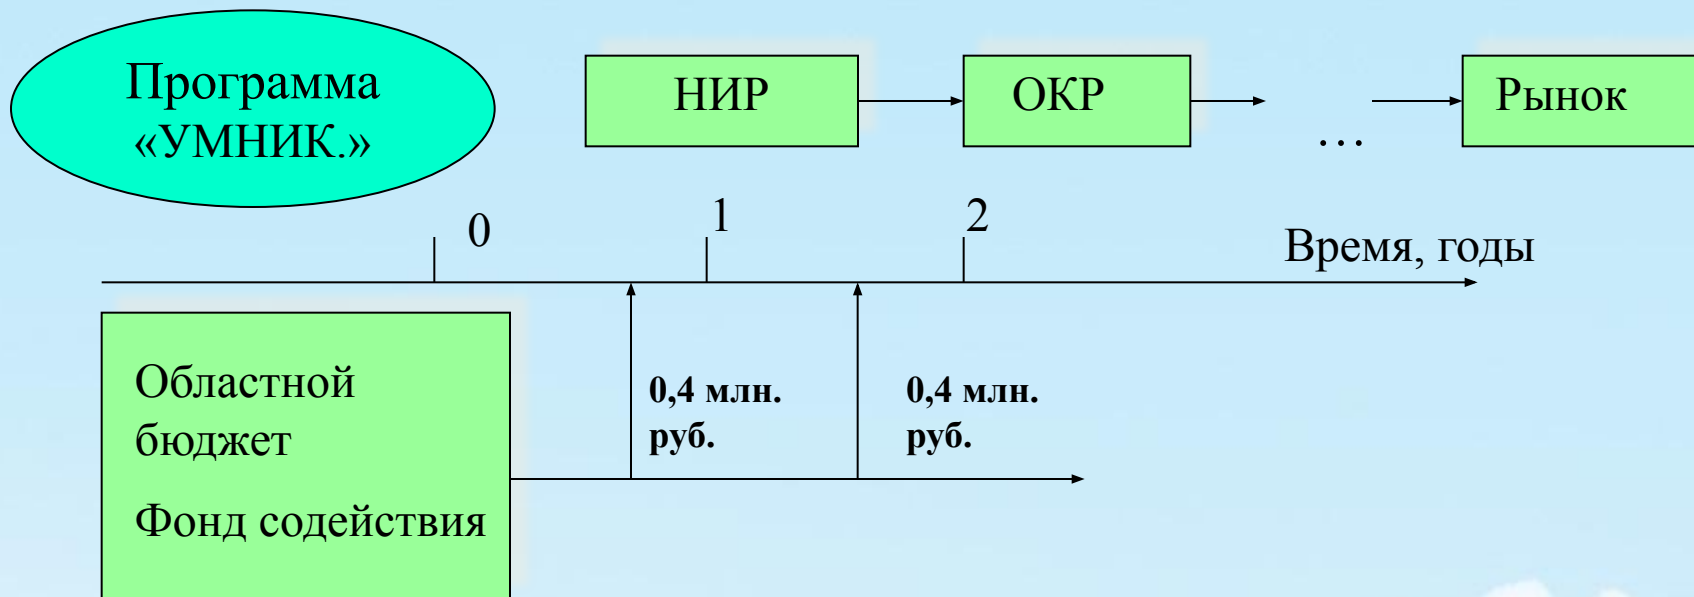 Программа
«УМНИК.»
НИР
ОКР
…
Рынок
0
1
2
Время, годы
Областной
бюджет
Фонд содействия
0,4 млн.
руб.
0,4 млн.
руб.